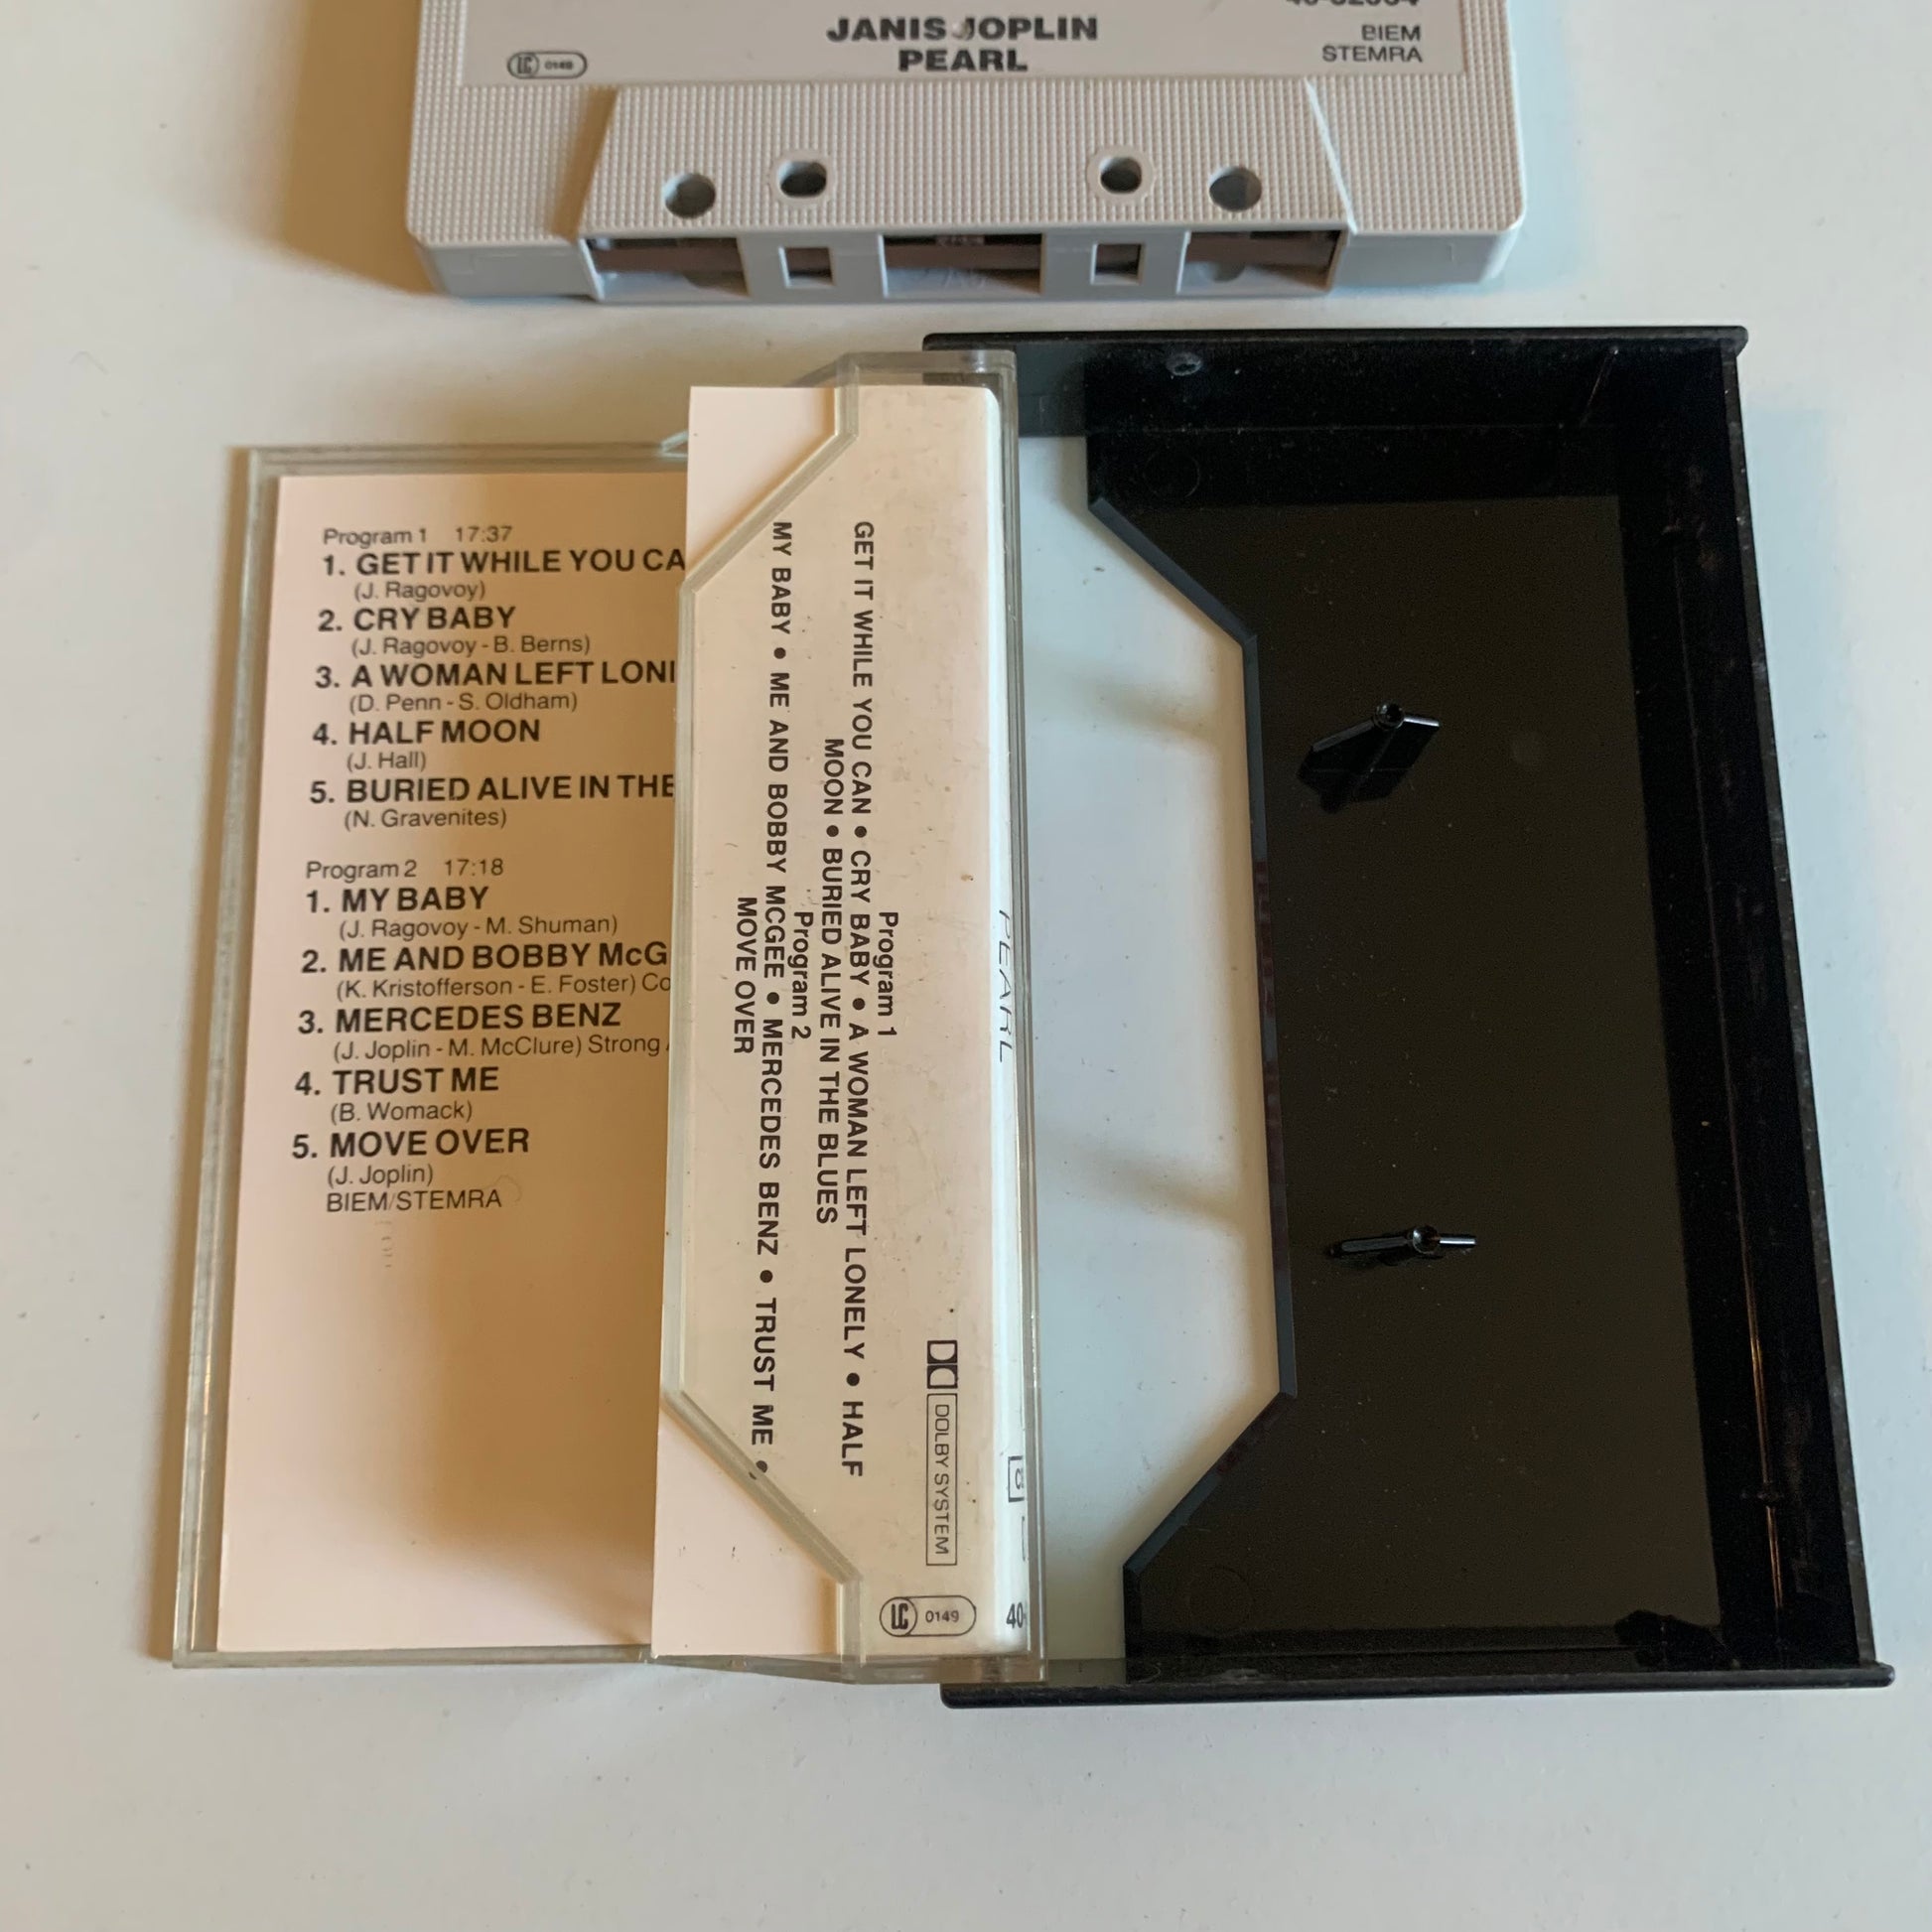 JANIS JOPLIN
PEARL
BIEM
STEMRA
LC 0149
Program 1 17:37
1. GET IT WHILE YOU CA
(J. Ragovoy)
2. CRY BABY
(J. Ragovoy - B. Berns)
3. A WOMAN LEFT LON
(D. Penn - S. Oldham)
4. HALF MOON
(J. Hall)
5. BURIED ALIVE IN THE
(N. Gravenites)
Program 2 17:18
1. MY BABY
(J. Ragovoy - M. Shuman)
2. ME AND BOBBY McG
(K. Kristofferson - E. Foster) Co
3. MERCEDES BENZ
(J. Joplin - M. McClure) Strong
4. TRUST ME
(B. Womack)
5. MOVE OVER
(J. Joplin)
BIEM/STEMRA
Program 1
GET IT WHILE YOU CAN • CRY BABY • A WOMAN LEFT LONELY • HALF
MOON • BURIED ALIVE IN THE BLUES
Program 2
MY BABY • ME AND BOBBY MCGEE • MERCEDES BENZ • TRUST ME •
MOVE OVER
DOLBY SYSTEM
LC 0149
PEARL
40